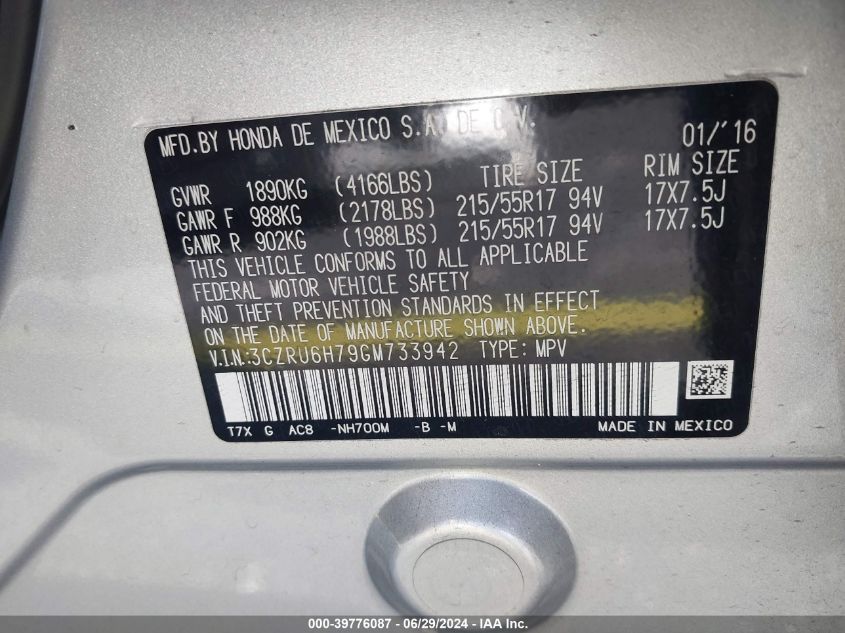 MFD.BY HONDA DE MEXICO S.A. DE C.V. 01/'16
GVWR 1890KG (4166LBS) TIRE SIZE RIM SIZE
GAWR F 988KG (2178LBS) 215/55R17 94V 17X7.5J
GAWR R 902KG (1988LBS) 215/55R17 94V 17X7.5J
THIS VEHICLE CONFORMS TO ALL APPLICABLE
FEDERAL MOTOR VEHICLE SAFETY
AND THEFT PREVENTION STANDARDS IN EFFECT
ON THE DATE OF MANUFACTURE SHOWN ABOVE.
V.I.N.:3CZRU6H79GM733942 TYPE: MPV
T7X G AC8 -NH700M -B -M MADE IN MEXICO
000-39776087 - 06/29/2024 - IAA Inc.